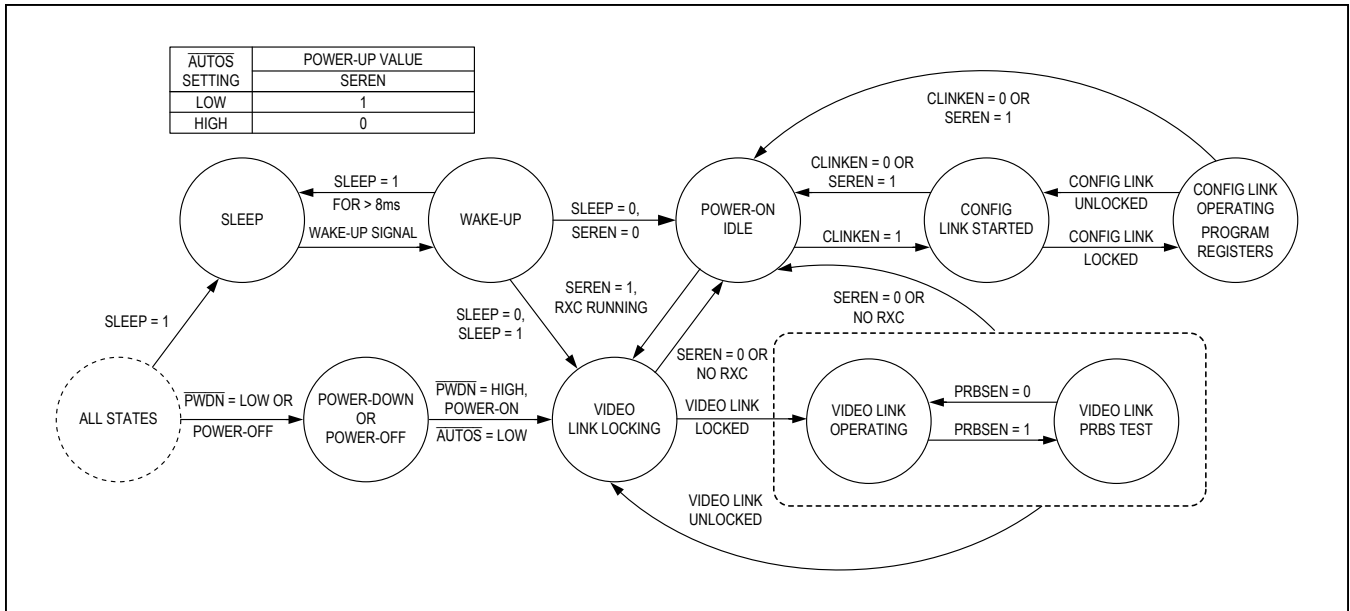 AUTOS
SETTING
POWER-UP VALUE
SEREN
LOW
1
HIGH
0
CLINKEN = 0 OR
SEREN = 1
SLEEP
SLEEP = 1
FOR > 8ms
WAKE-UP SIGNAL
WAKE-UP
SLEEP = 0,
SEREN = 0
POWER-ON
IDLE
CLINKEN = 0 OR
SEREN = 1
CLINKEN = 1
CONFIG
LINK STARTED
CONFIG LINK
UNLOCKED
CONFIG LINK
LOCKED
CONFIG LINK
OPERATING
PROGRAM
REGISTERS
SLEEP = 1
SLEEP = 0,
SLEEP = 1
SEREN = 1,
RXC RUNNING
SEREN = 0 OR
NO RXC
SEREN = 0 OR
NO RXC
ALL STATES
PWDN = LOW OR
POWER-OFF
POWER-DOWN
OR
POWER-OFF
PWDN = HIGH,
POWER-ON
AUTOS = LOW
VIDEO
LINK LOCKING
VIDEO LINK
LOCKED
VIDEO LINK
OPERATING
PRBSEN = 0
PRBSEN = 1
VIDEO LINK
PRBS TEST
VIDEO LINK
UNLOCKED